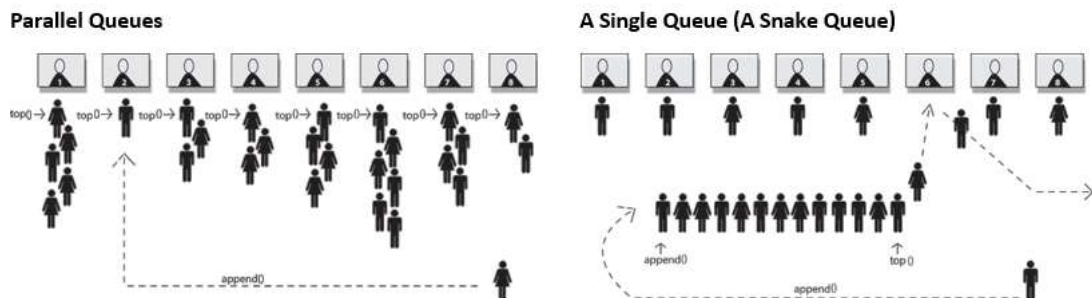 Parallel Queues
1 2 3 4 5 6 7 8
top() top() top() top() top() top() top() top()
append()
A Single Queue (A Snake Queue)
1 2 3 4 5 6 7 8
append()
top()
append()